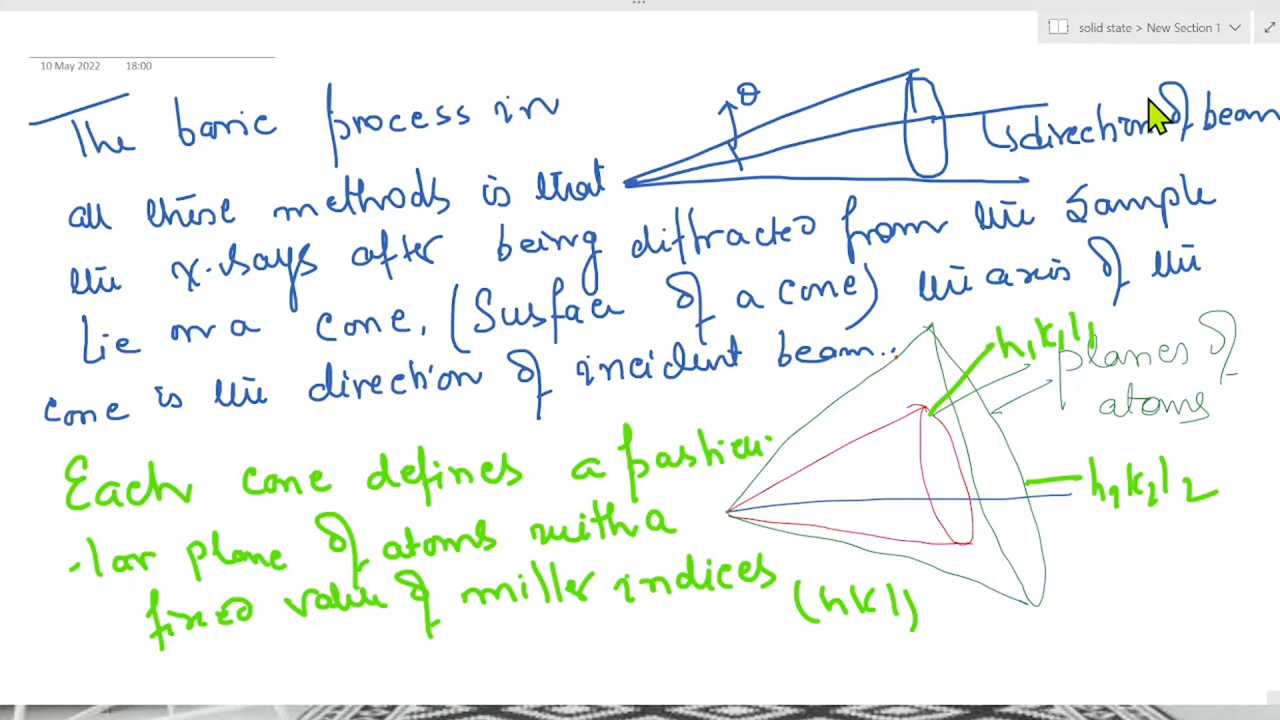 solid state > New Section 1
10 May 2022 18:00
The basic process in
θ
direction of beam
all these methods is that
the x-rays after being diffracted from the sample
lie on a cone. (Surface of a cone) the axis of the
cone is the direction of incident beam..
h₁k₁l₁
planes of
atoms
h₂k₂l₂
Each cone defines a particu-
-lar plane of atoms with a
fixed value of miller indices
(hkl)